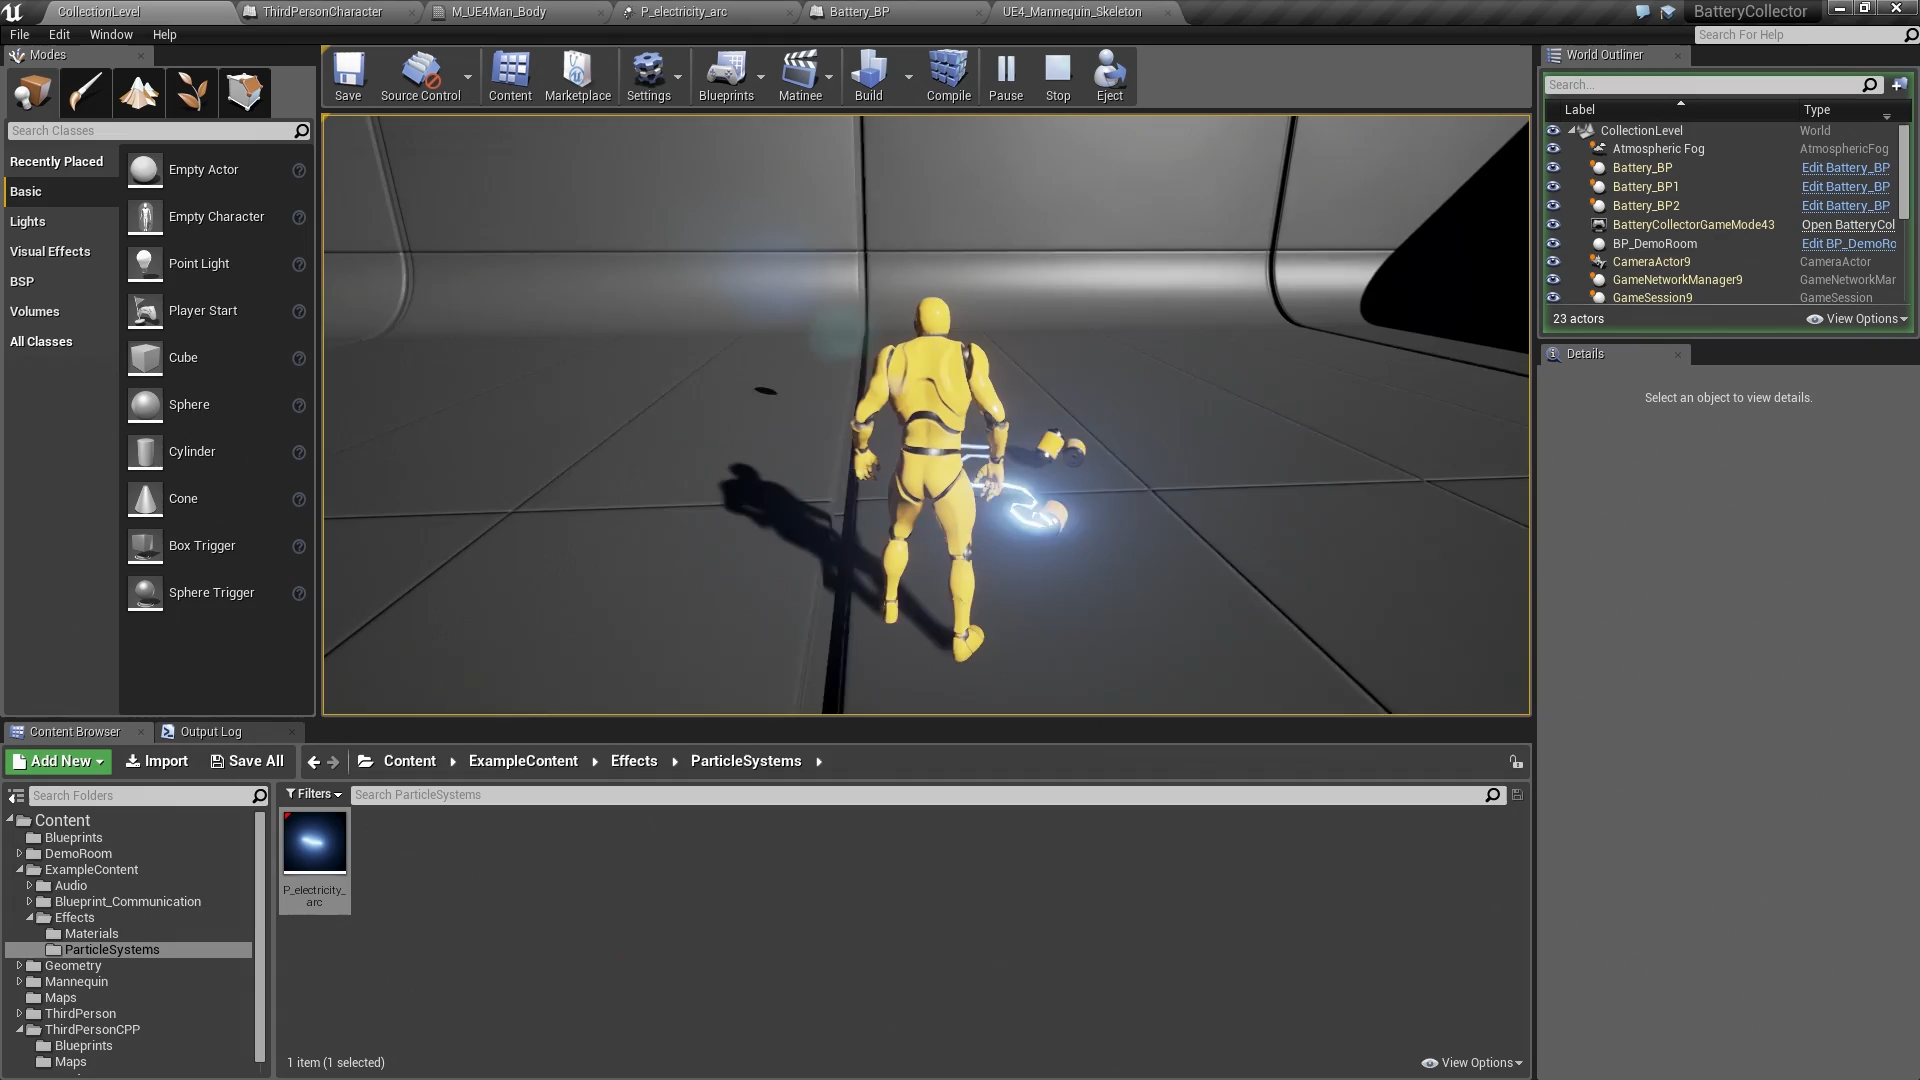 CollectionLevel
ThirdPersonCharacter
M_UE4Man_Body
P_electricity_arc
Battery_BP
UE4_Mannequin_Skeleton
BatteryCollector
File Edit Window Help
Search For Help
Modes
Save
Source Control
Content
Marketplace
Settings
Blueprints
Matinee
Build
Compile
Pause
Stop
Eject
Search Classes
Recently Placed
Basic
Lights
Visual Effects
BSP
Volumes
All Classes
Empty Actor
Empty Character
Point Light
Player Start
Cube
Sphere
Cylinder
Cone
Box Trigger
Sphere Trigger
World Outliner
Search...
Label Type
CollectionLevel World
Atmospheric Fog AtmosphericFog
Battery_BP Edit Battery_BP
Battery_BP1 Edit Battery_BP
Battery_BP2 Edit Battery_BP
BatteryCollectorGameMode43 Open BatteryCol
BP_DemoRoom Edit BP_DemoRo
CameraActor9 CameraActor
GameNetworkManager9 GameNetworkMar
GameSession9 GameSession
23 actors
View Options
Details
Select an object to view details.
Content Browser
Output Log
Add New
Import
Save All
Content
ExampleContent
Effects
ParticleSystems
Search Folders
Filters
Search ParticleSystems
Content
Blueprints
DemoRoom
ExampleContent
Audio
Blueprint_Communication
Effects
Materials
ParticleSystems
Geometry
Mannequin
Maps
ThirdPerson
ThirdPersonCPP
Blueprints
Maps
P_electricity_
arc
1 item (1 selected)
View Options